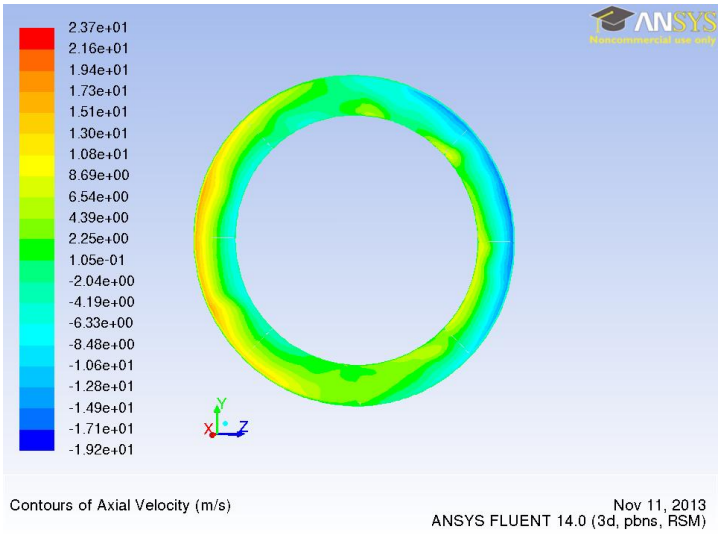 2.37e+01
2.16e+01
1.94e+01
1.73e+01
1.51e+01
1.30e+01
1.08e+01
8.69e+00
6.54e+00
4.39e+00
2.25e+00
1.05e-01
-2.04e+00
-4.19e+00
-6.33e+00
-8.48e+00
-1.06e+01
-1.28e+01
-1.49e+01
-1.71e+01
-1.92e+01
ANSYS
Noncommercial use only
Y
X Z
Contours of Axial Velocity (m/s)
Nov 11, 2013
ANSYS FLUENT 14.0 (3d, pbns, RSM)